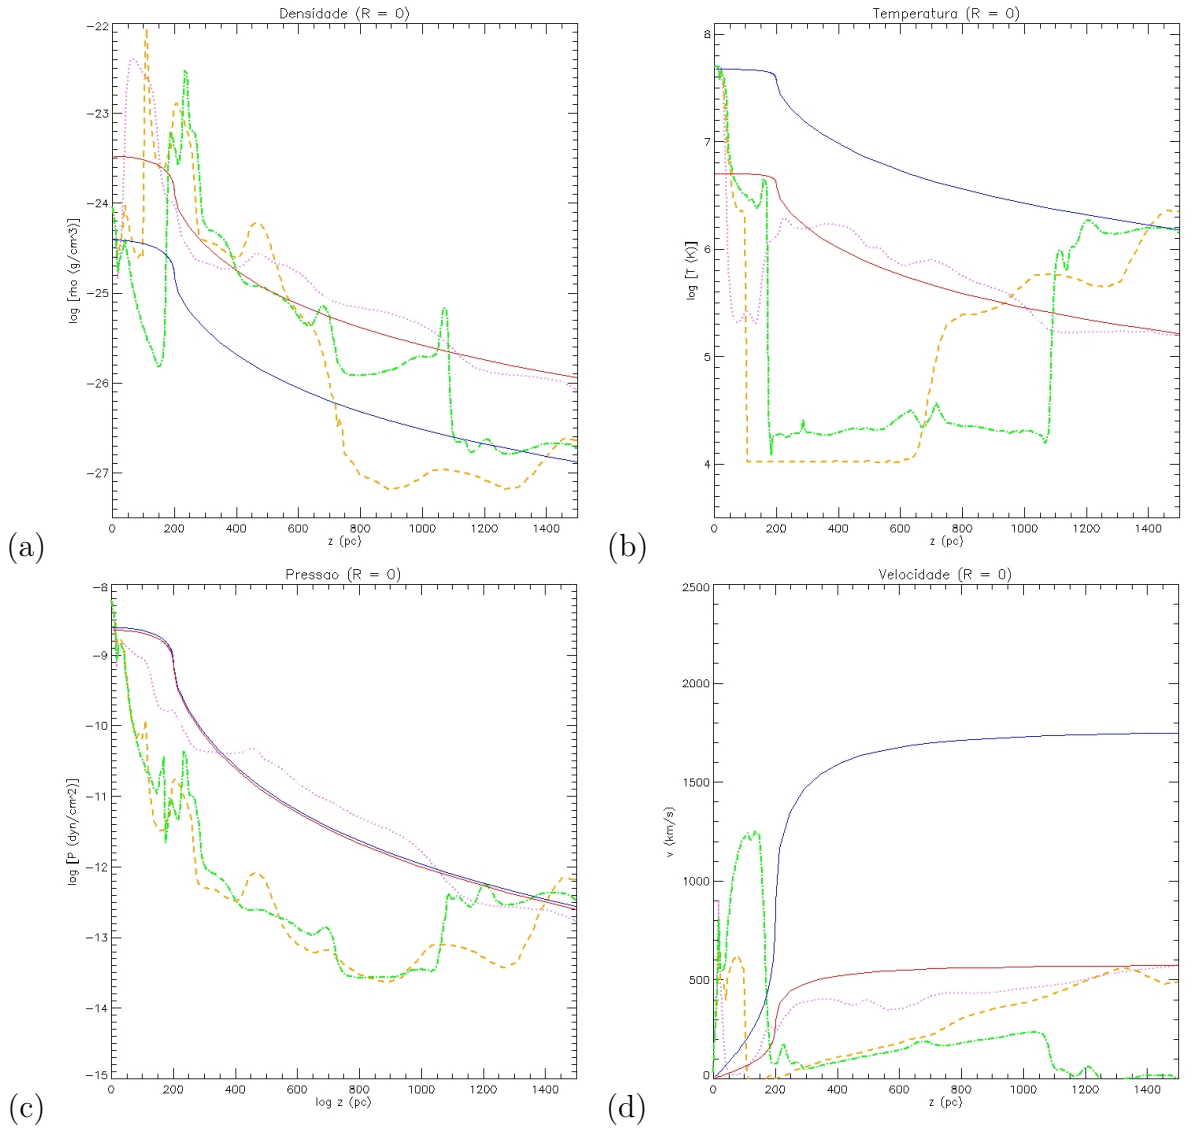 Densidade (R = 0)
-22
-23
-24
-25
-26
-27
log [rho (g/cm^3)]
0 200 400 600 800 1000 1200 1400
z (pc)
(a)
Temperatura (R = 0)
8
7
6
5
4
log [T (K)]
0 200 400 600 800 1000 1200 1400
z (pc)
(b)
Pressao (R = 0)
-8
-9
-10
-11
-12
-13
-14
-15
log [P (dyn/cm^2)]
0 200 400 600 800 1000 1200 1400
log z (pc)
(c)
Velocidade (R = 0)
2500
2000
1500
1000
500
0
v (km/s)
0 200 400 600 800 1000 1200 1400
z (pc)
(d)